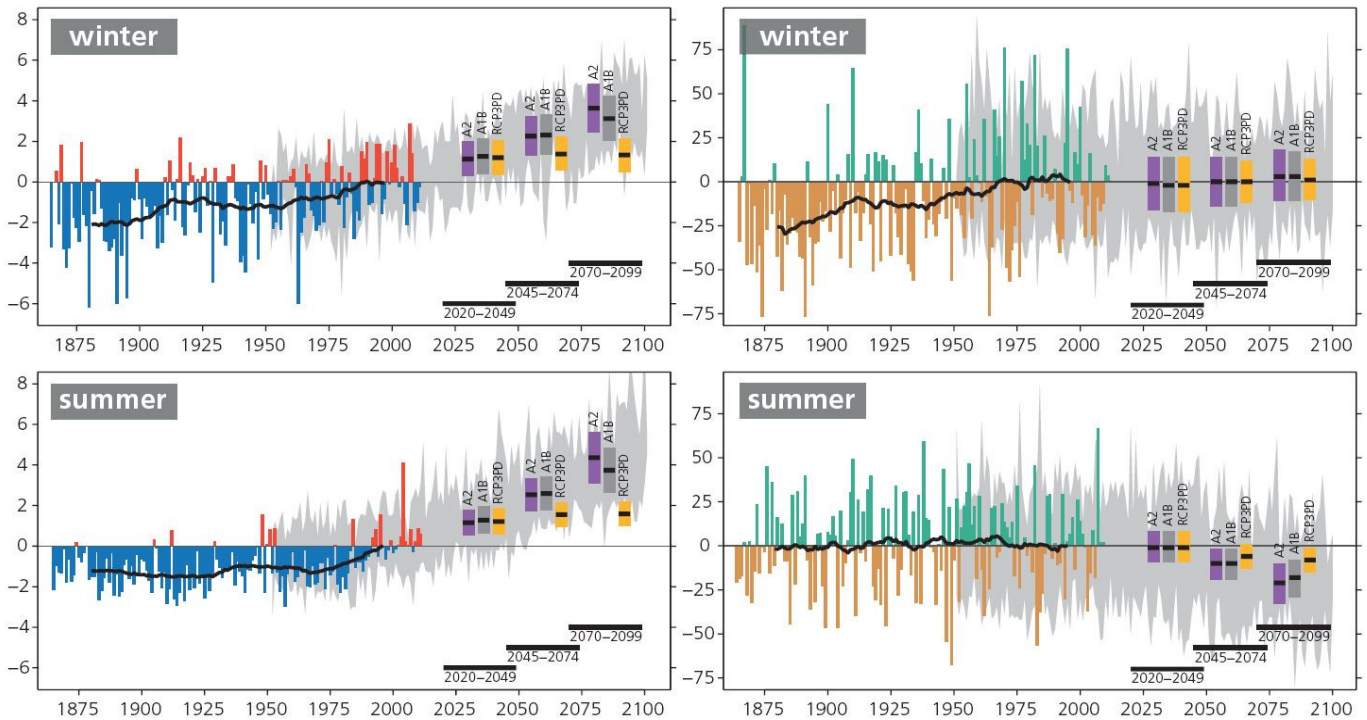 winter
8
6
4
2
0
−2
−4
−6
A2
A1B
RCP3PD
A2
A1B
RCP3PD
A2
A1B
RCP3PD
2070–2099
2045–2074
2020–2049
1875 1900 1925 1950 1975 2000 2025 2050 2075 2100
winter
75
50
25
0
−25
−50
−75
A2
A1B
RCP3PD
A2
A1B
RCP3PD
A2
A1B
RCP3PD
2070–2099
2045–2074
2020–2049
1875 1900 1925 1950 1975 2000 2025 2050 2075 2100
summer
8
6
4
2
0
−2
−4
−6
A2
A1B
RCP3PD
A2
A1B
RCP3PD
A2
A1B
RCP3PD
2070–2099
2045–2074
2020–2049
1875 1900 1925 1950 1975 2000 2025 2050 2075 2100
summer
75
50
25
0
−25
−50
−75
A2
A1B
RCP3PD
A2
A1B
RCP3PD
A2
A1B
RCP3PD
2070–2099
2045–2074
2020–2049
1875 1900 1925 1950 1975 2000 2025 2050 2075 2100